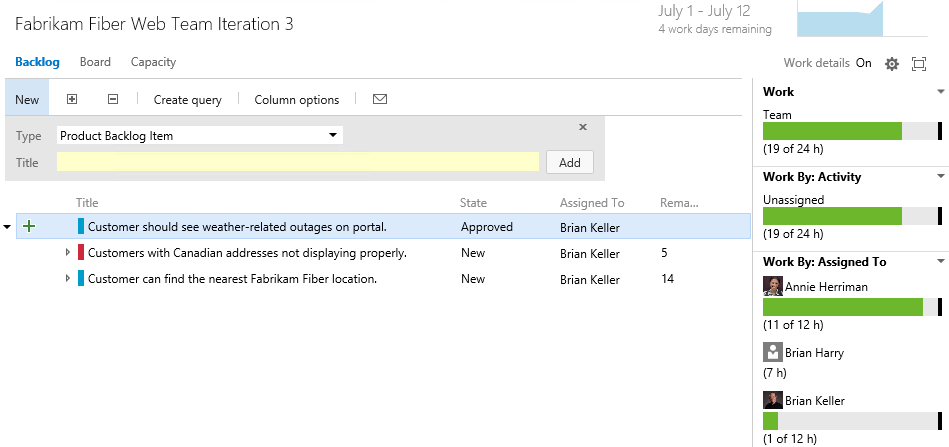 Fabrikam Fiber Web Team Iteration 3
July 1 - July 12
4 work days remaining
Backlog Board Capacity
Work details On
New Create query Column options
Type Product Backlog Item
Title Add
Title State Assigned To Rema...
Customer should see weather-related outages on portal. Approved Brian Keller
Customers with Canadian addresses not displaying properly. New Brian Keller 5
Customer can find the nearest Fabrikam Fiber location. New Brian Keller 14
Work
Team
(19 of 24 h)
Work By: Activity
Unassigned
(19 of 24 h)
Work By: Assigned To
Annie Herriman
(11 of 12 h)
Brian Harry
(7 h)
Brian Keller
(1 of 12 h)